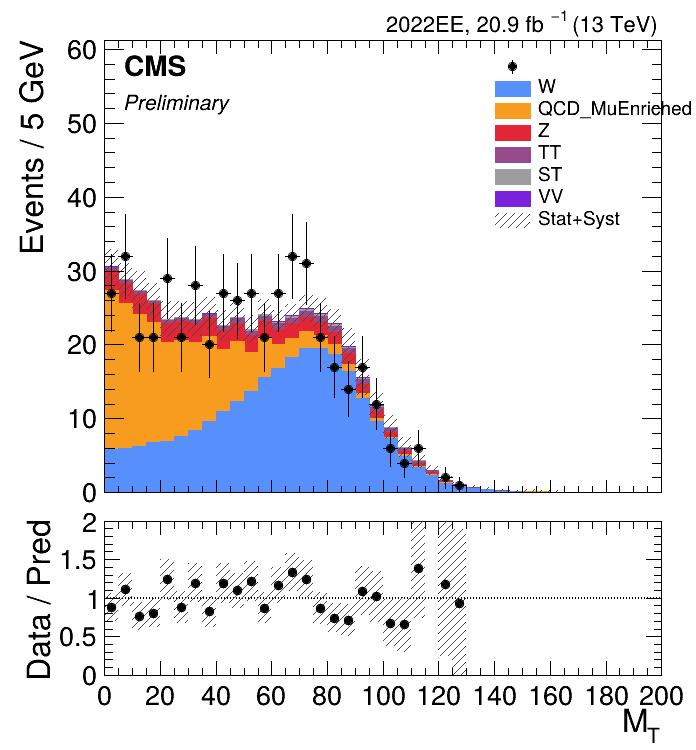 2022EE, 20.9 fb⁻¹ (13 TeV)
CMS
Preliminary
Events / 5 GeV
60
50
40
30
20
10
0
W
QCD_MuEnriched
Z
TT
ST
VV
Stat+Syst
Data / Pred
2
1.5
1
0.5
0
0 20 40 60 80 100 120 140 160 180 200
M_T